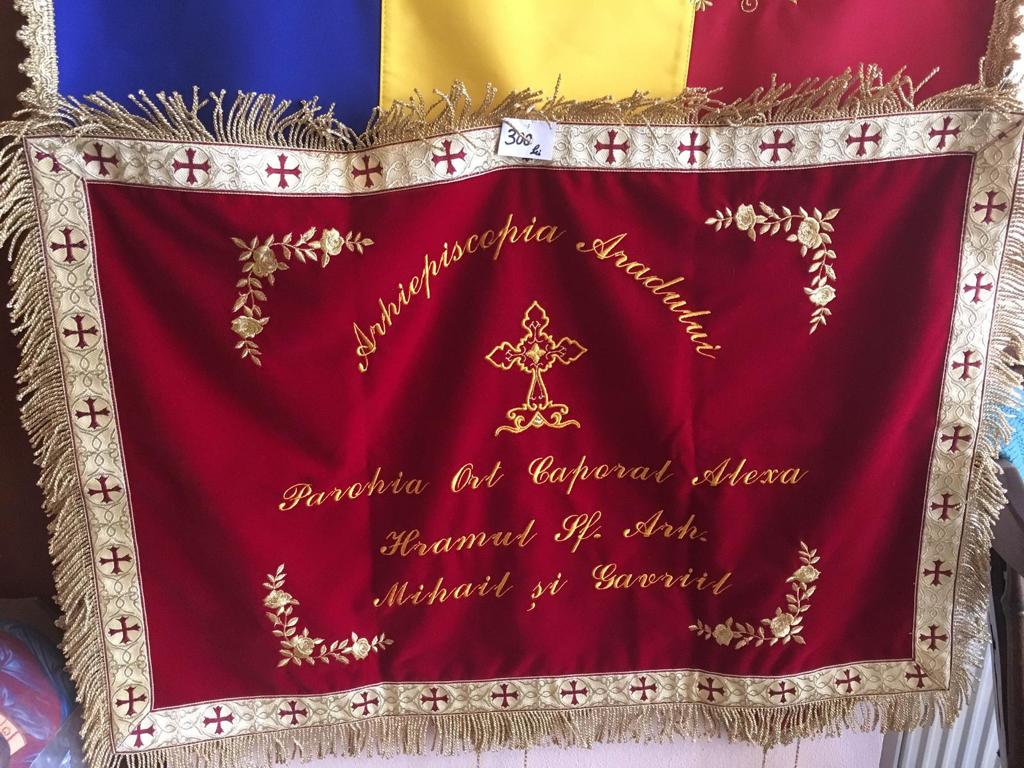 300 lei
Arhiepiscopia Aradului
Parohia Ort Caporal Alexa
Hramul Sf. Arh.
Mihail și Gavriil